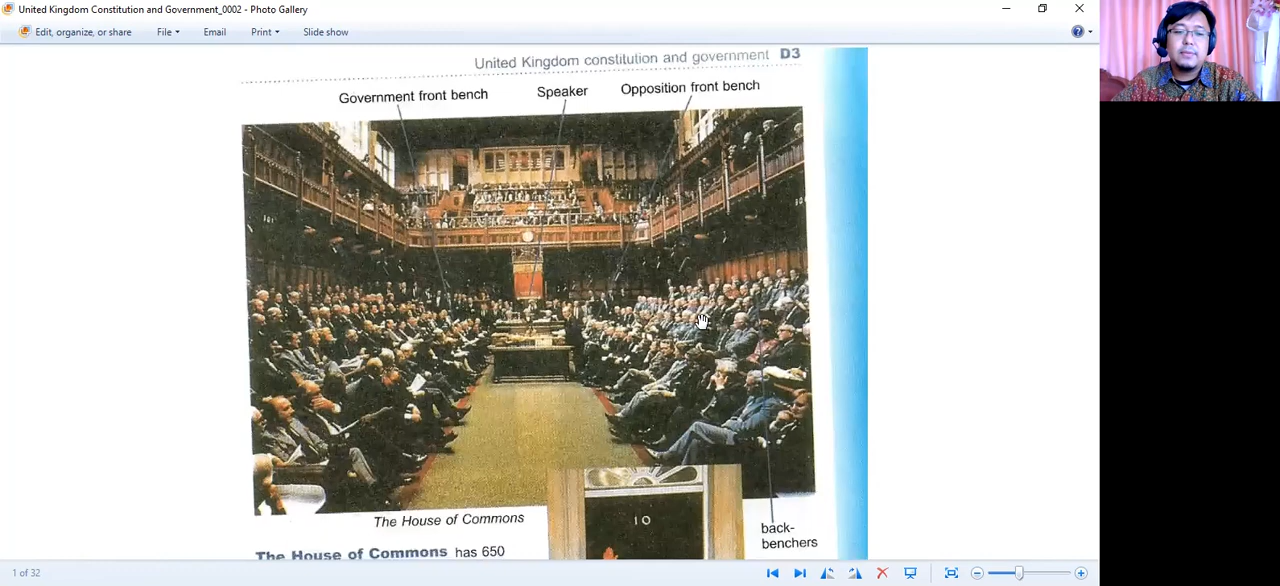 United Kingdom Constitution and Government_0002 - Photo Gallery
Edit, organize, or share File Email Print Slide show
United Kingdom constitution and government D3
Government front bench Speaker Opposition front bench
The House of Commons
10
back-
benchers
The House of Commons has 650
1 of 32